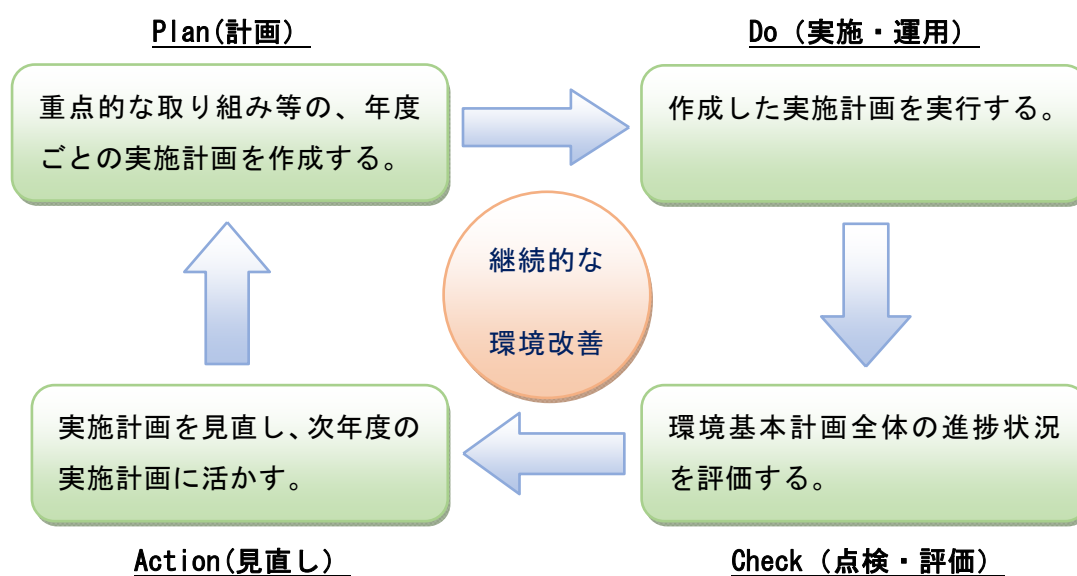 Plan(計画)
重点的な取り組み等の、年度
ごとの実施計画を作成する。
Do（実施・運用）
作成した実施計画を実行する。
継続的な
環境改善
実施計画を見直し、次年度の
実施計画に活かす。
Action(見直し)
環境基本計画全体の進捗状況
を評価する。
Check（点検・評価）